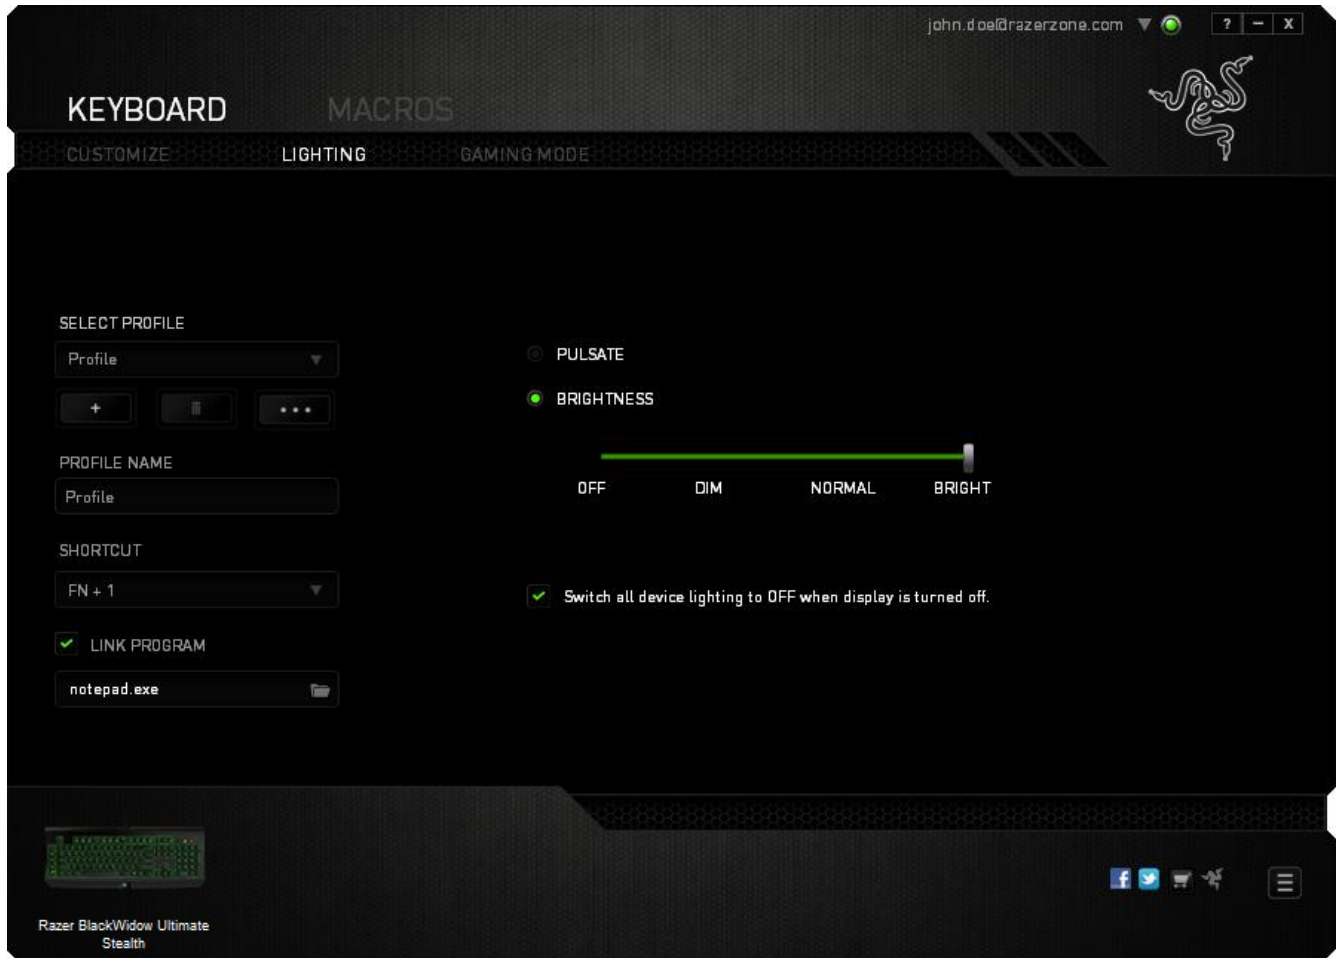 john.doe@razerzone.com
? – X
KEYBOARD MACROS
CUSTOMIZE LIGHTING GAMING MODE
SELECT PROFILE
Profile
+ •••
PROFILE NAME
Profile
SHORTCUT
FN + 1
LINK PROGRAM
notepad.exe
PULSATE
BRIGHTNESS
OFF DIM NORMAL BRIGHT
Switch all device lighting to OFF when display is turned off.
Razer BlackWidow Ultimate
Stealth